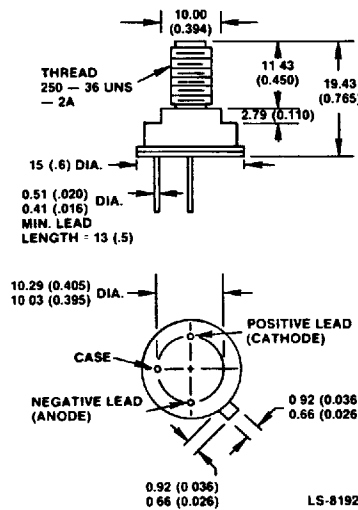 10.00
(0.394)
THREAD
250 — 36 UNS
— 2A
11.43
(0.450)
19.43
(0.765)
2.79 (0.110)
15 (.6) DIA.
0.51 (.020)
0.41 (.016) DIA.
MIN. LEAD
LENGTH = 13 (.5)
10.29 (0.405)
10 03 (0.395) DIA.
POSITIVE LEAD
(CATHODE)
CASE
NEGATIVE LEAD
(ANODE)
0.92 (0.036)
0.66 (0.026)
0.92 (0 036)
0 66 (0.026)
LS-8192